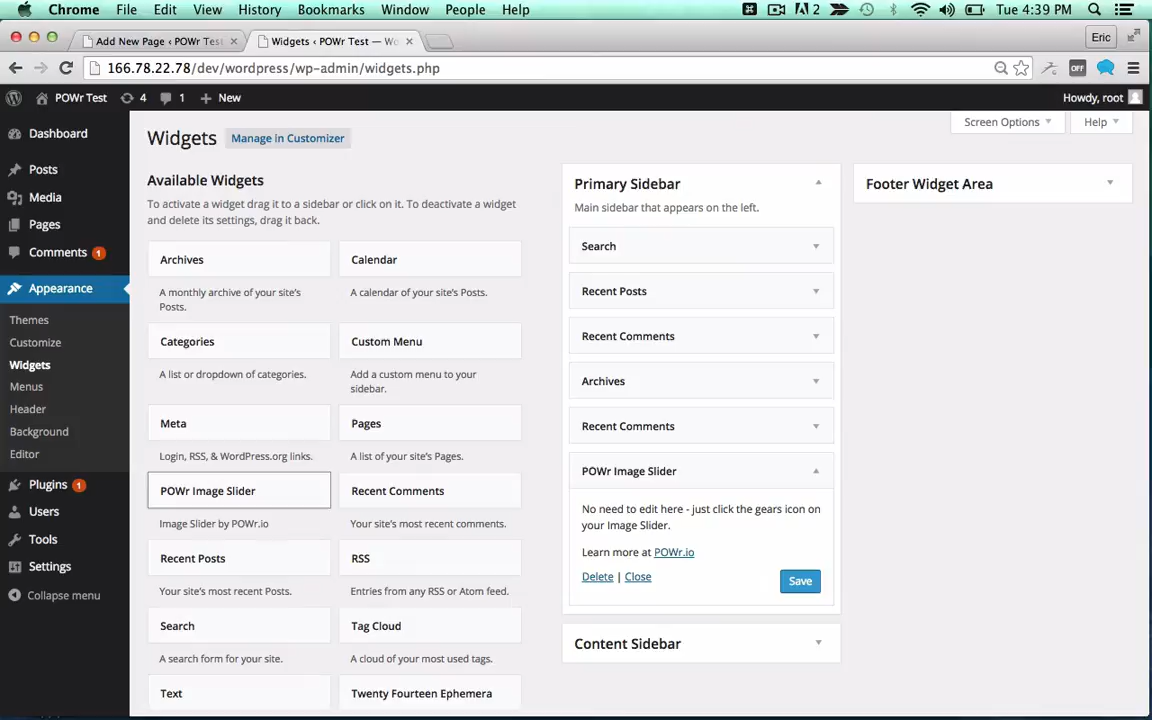 Chrome File Edit View History Bookmarks Window People Help 2 Tue 4:39 PM
Add New Page ‹ POWr Test × Widgets ‹ POWr Test — Wo × Eric
166.78.22.78/dev/wordpress/wp-admin/widgets.php OFF
POWr Test 4 1 + New Howdy, root
Screen Options Help
Dashboard
Posts
Media
Pages
Comments 1
Appearance
Themes
Customize
Widgets
Menus
Header
Background
Editor
Plugins 1
Users
Tools
Settings
Collapse menu
Widgets Manage in Customizer
Available Widgets
To activate a widget drag it to a sidebar or click on it. To deactivate a widget
and delete its settings, drag it back.
Archives Calendar
A monthly archive of your site's A calendar of your site's Posts.
Posts.
Categories Custom Menu
A list or dropdown of categories. Add a custom menu to your
sidebar.
Meta Pages
Login, RSS, & WordPress.org links. A list of your site's Pages.
POWr Image Slider Recent Comments
Image Slider by POWr.io Your site's most recent comments.
Recent Posts RSS
Your site's most recent Posts. Entries from any RSS or Atom feed.
Search Tag Cloud
A search form for your site. A cloud of your most used tags.
Text Twenty Fourteen Ephemera
Primary Sidebar
Main sidebar that appears on the left.
Search
Recent Posts
Recent Comments
Archives
Recent Comments
POWr Image Slider
No need to edit here - just click the gears icon on
your Image Slider.
Learn more at POWr.io
Delete | Close Save
Content Sidebar
Footer Widget Area